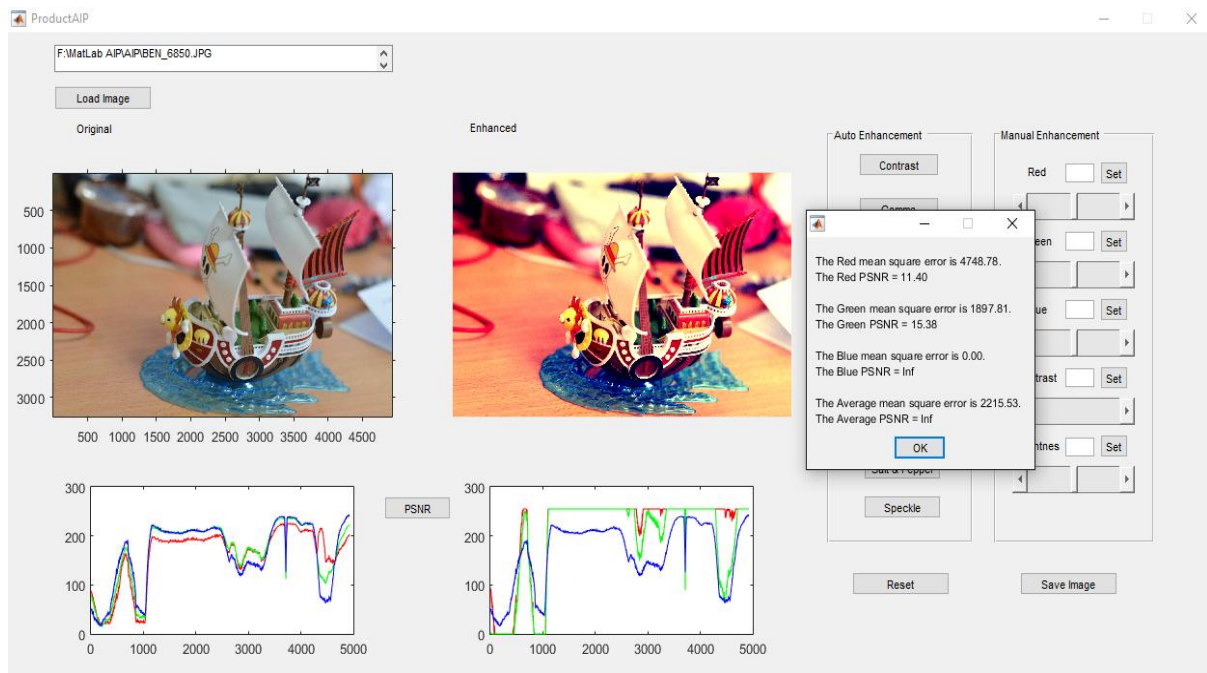 ProductAIP
F:\MatLab AIP\AIP\BEN_6850.JPG
Load Image
Original
Enhanced
500
1000
1500
2000
2500
3000
500 1000 1500 2000 2500 3000 3500 4000 4500
300
200
100
0
0 1000 2000 3000 4000 5000
PSNR
300
200
100
0
0 1000 2000 3000 4000 5000
Auto Enhancement
Contrast
Speckle
Reset
Manual Enhancement
Red Set
Set
Set
Set
Set
Save Image
The Red mean square error is 4748.78.
The Red PSNR = 11.40
The Green mean square error is 1897.81.
The Green PSNR = 15.38
The Blue mean square error is 0.00.
The Blue PSNR = Inf
The Average mean square error is 2215.53.
The Average PSNR = Inf
OK